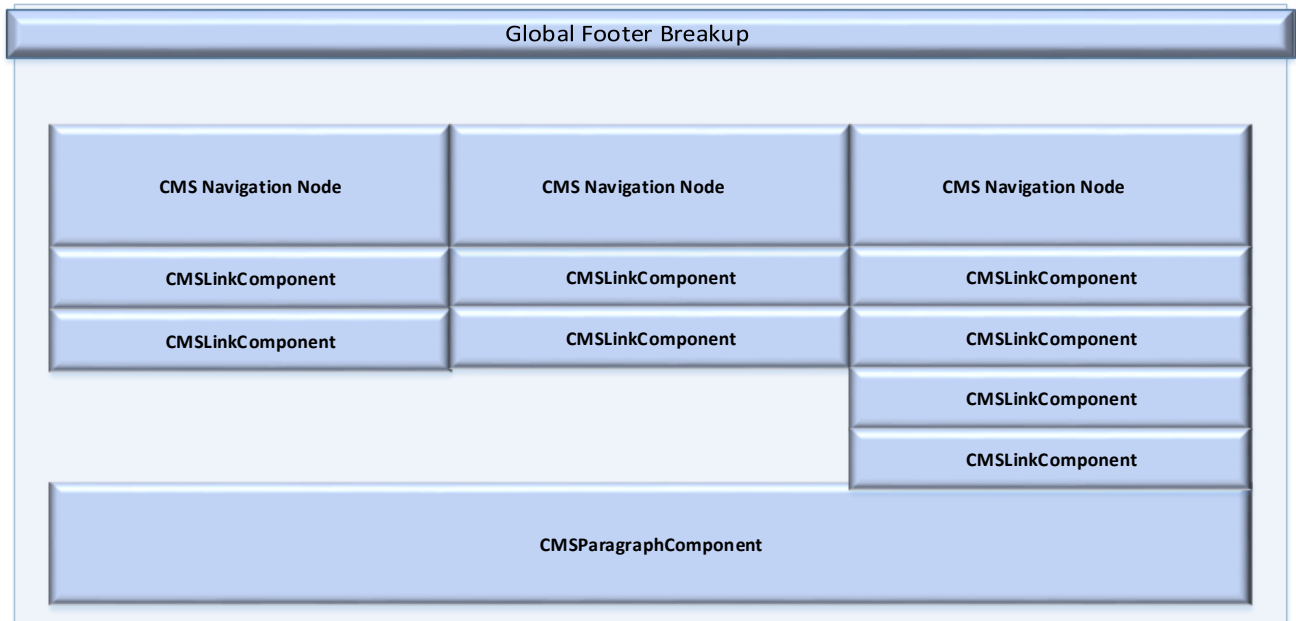 Global Footer Breakup
CMS Navigation Node
CMS Navigation Node
CMS Navigation Node
CMSLinkComponent
CMSLinkComponent
CMSLinkComponent
CMSLinkComponent
CMSLinkComponent
CMSLinkComponent
CMSLinkComponent
CMSLinkComponent
CMSParagraphComponent